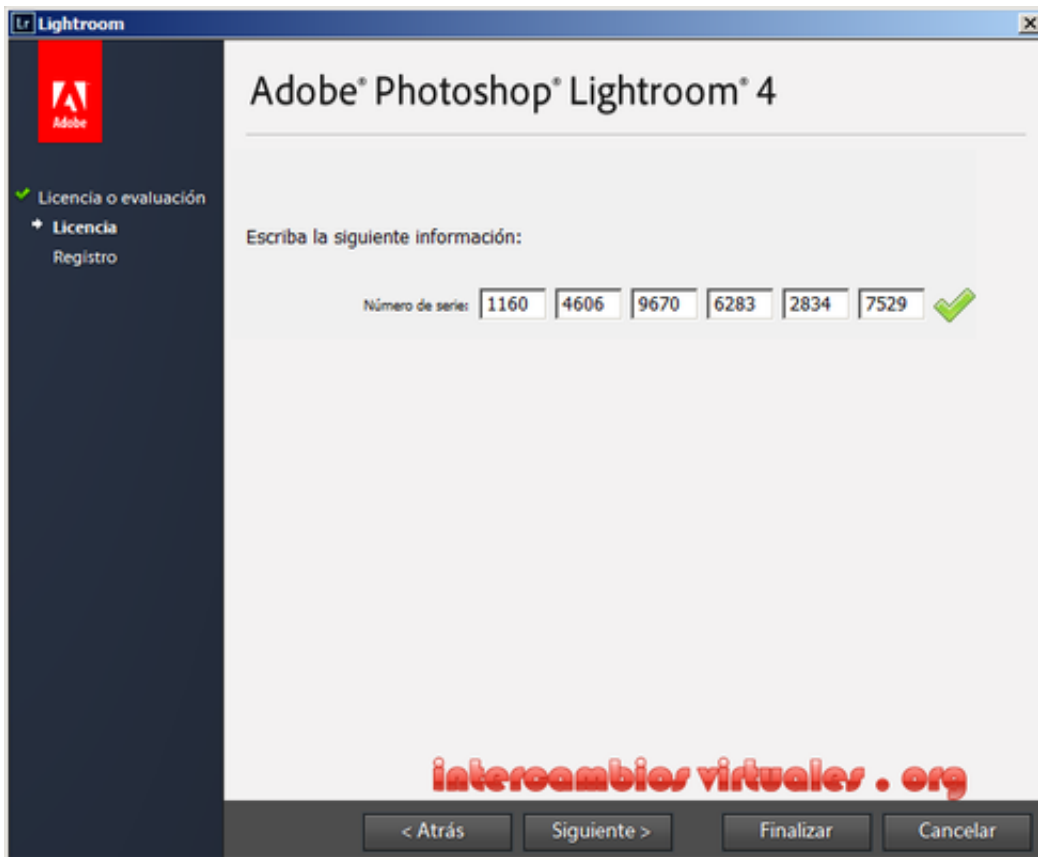 Lr Lightroom
Adobe
Adobe® Photoshop® Lightroom® 4
Licencia o evaluación
Licencia
Registro
Escriba la siguiente información:
Número de serie: 1160 4606 9670 6283 2834 7529
intercambios virtuales . org
< Atrás Siguiente > Finalizar Cancelar